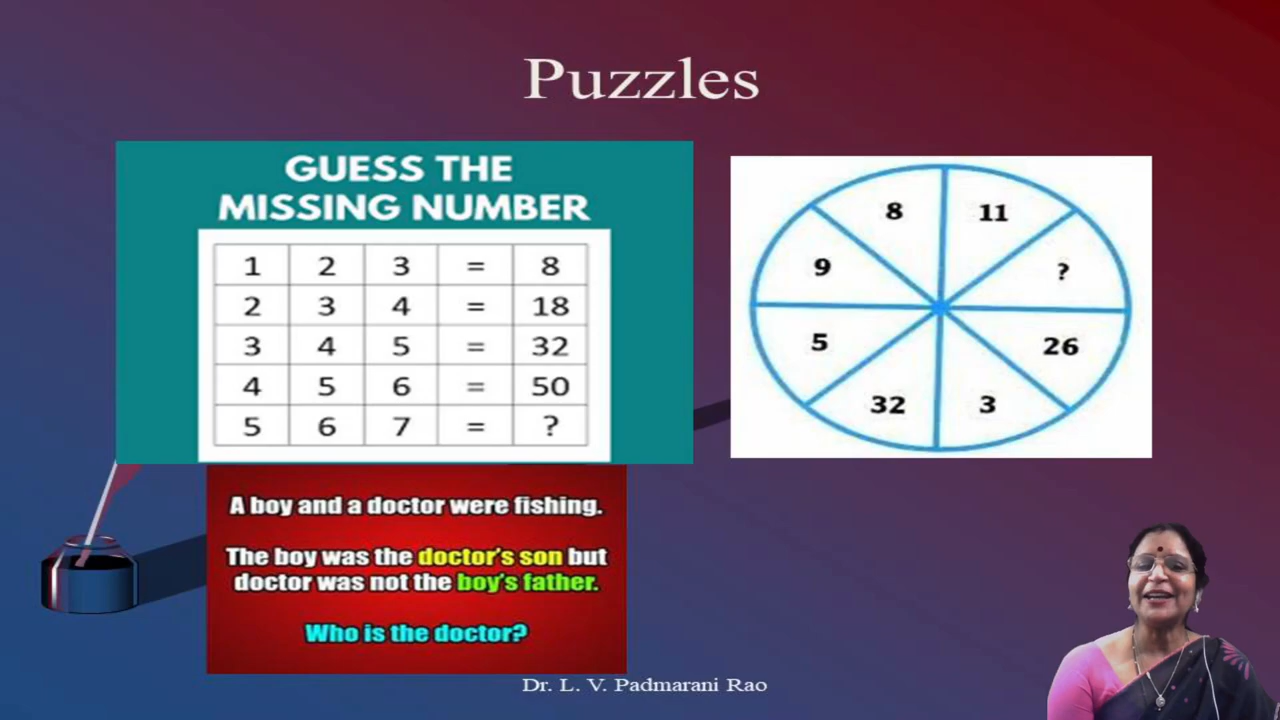 Puzzles
GUESS THE
MISSING NUMBER
1 2 3 = 8
2 3 4 = 18
3 4 5 = 32
4 5 6 = 50
5 6 7 = ?
8 11
9 ?
5 26
32 3
A boy and a doctor were fishing.
The boy was the doctor's son but
doctor was not the boy's father.
Who is the doctor?
Dr. L. V. Padmarani Rao